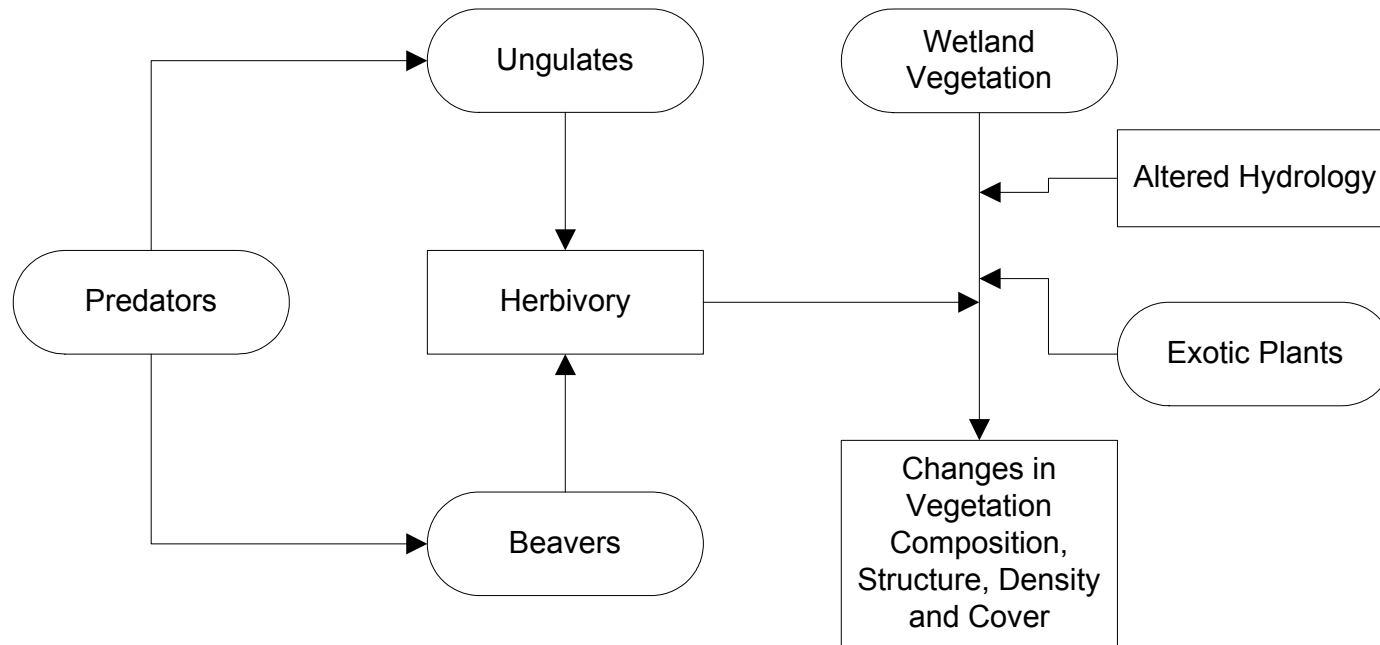 Ungulates
Wetland
Vegetation
Altered Hydrology
Predators
Herbivory
Exotic Plants
Beavers
Changes in
Vegetation
Composition,
Structure, Density
and Cover